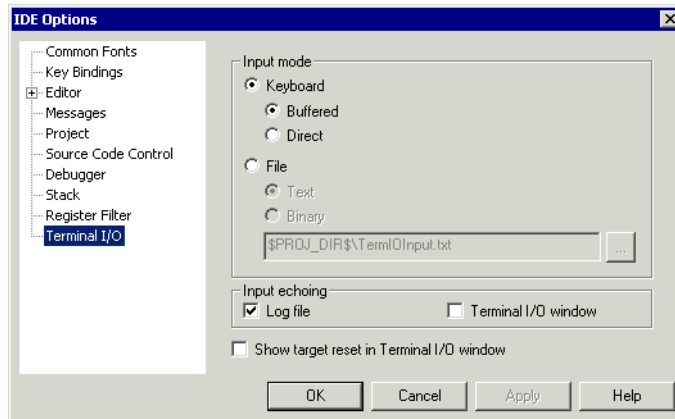 IDE Options
Common Fonts
Key Bindings
Editor
Messages
Project
Source Code Control
Debugger
Stack
Register Filter
Terminal I/O
Input mode
Keyboard
Buffered
Direct
File
Text
Binary
$PROJ_DIR$\TermIOInput.txt
...
Input echoing
Log file Terminal I/O window
Show target reset in Terminal I/O window
OK Cancel Apply Help